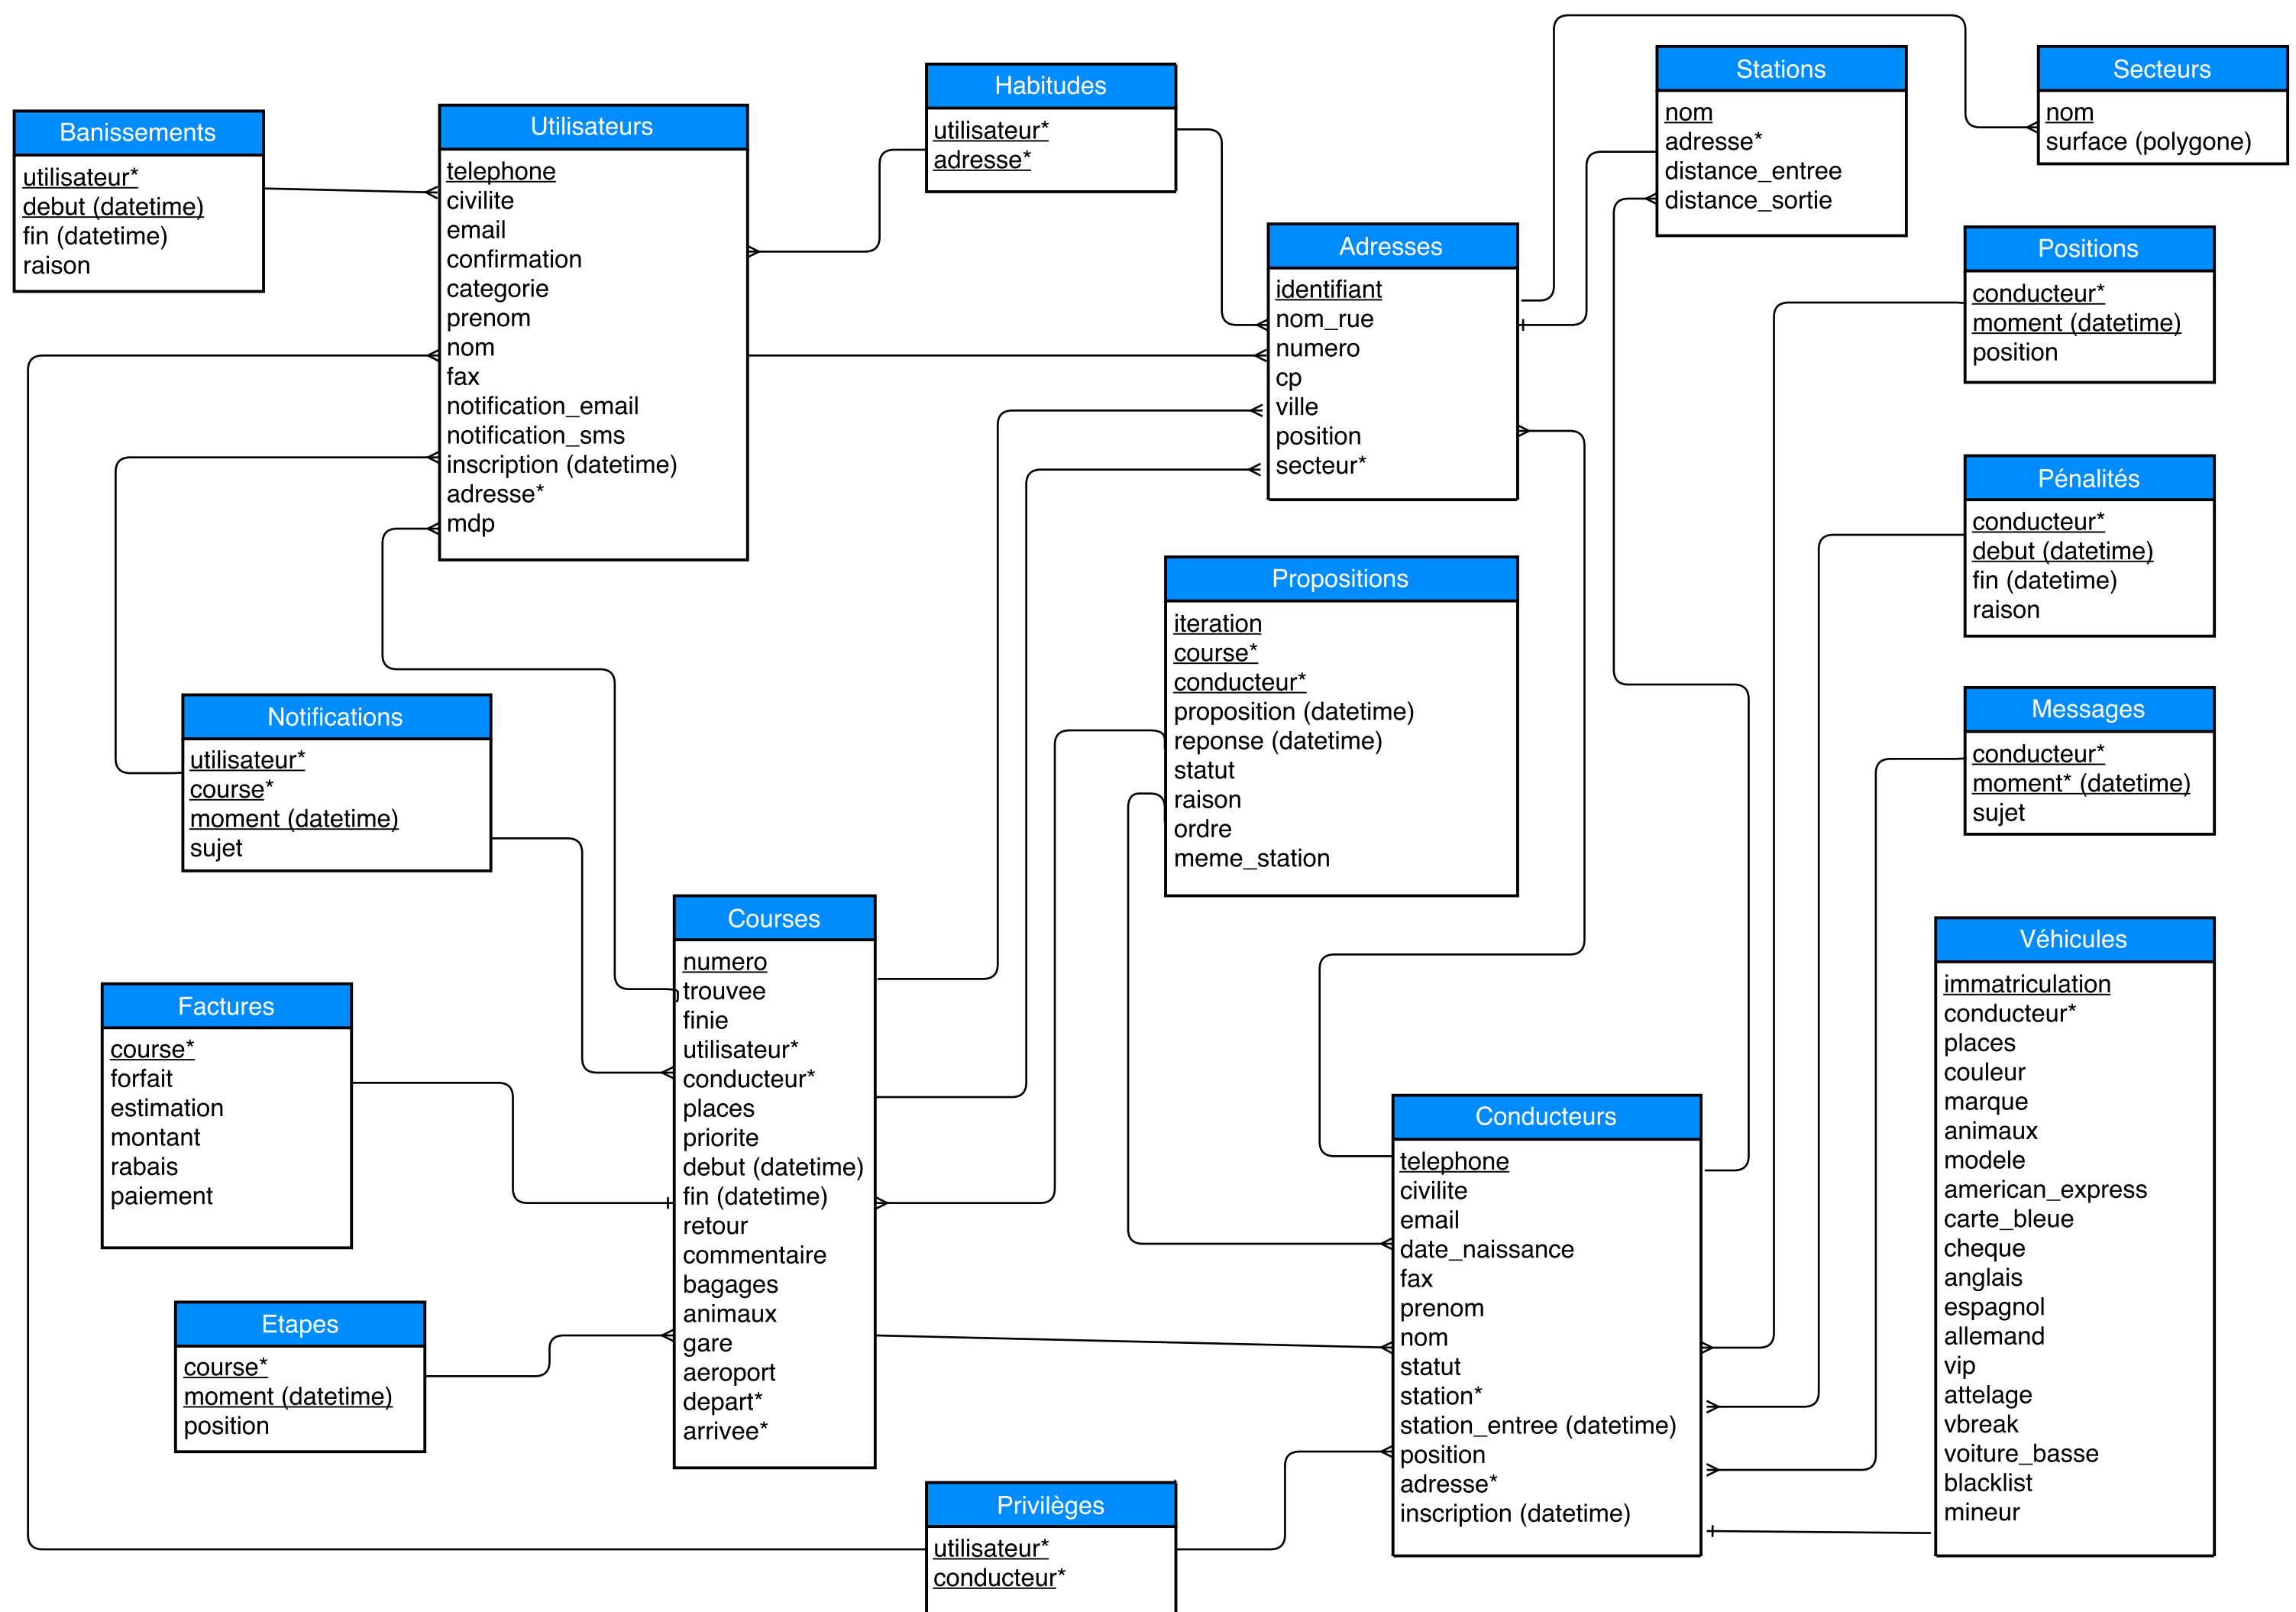 Banissements
utilisateur*
debut (datetime)
fin (datetime)
raison
Utilisateurs
telephone
civilite
email
confirmation
categorie
prenom
nom
fax
notification_email
notification_sms
inscription (datetime)
adresse*
mdp
Habitudes
utilisateur*
adresse*
Adresses
identifiant
nom_rue
numero
cp
ville
position
secteur*
Stations
nom
adresse*
distance_entree
distance_sortie
Secteurs
nom
surface (polygone)
Positions
conducteur*
moment (datetime)
position
Pénalités
conducteur*
debut (datetime)
fin (datetime)
raison
Propositions
iteration
course*
conducteur*
proposition (datetime)
reponse (datetime)
statut
raison
ordre
meme_station
Notifications
utilisateur*
course*
moment (datetime)
sujet
Messages
conducteur*
moment* (datetime)
sujet
Courses
numero
trouvee
finie
utilisateur*
conducteur*
places
priorite
debut (datetime)
fin (datetime)
retour
commentaire
bagages
animaux
gare
aeroport
depart*
arrivee*
Factures
course*
forfait
estimation
montant
rabais
paiement
Etapes
course*
moment (datetime)
position
Conducteurs
telephone
civilite
email
date_naissance
fax
prenom
nom
statut
station*
station_entree (datetime)
position
adresse*
inscription (datetime)
Véhicules
immatriculation
conducteur*
places
couleur
marque
animaux
modele
american_express
carte_bleue
cheque
anglais
espagnol
allemand
vip
attelage
vbreak
voiture_basse
blacklist
mineur
Privilèges
utilisateur*
conducteur*